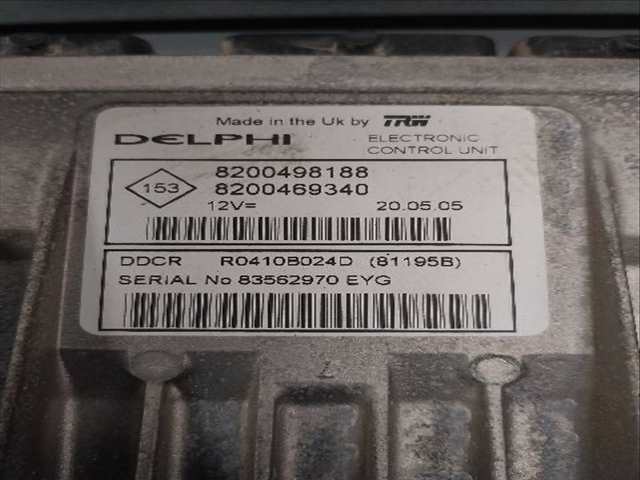 Made in the Uk by TRW
DELPHI ELECTRONIC
CONTROL UNIT
153
8200498188
8200469340
12V= 20.05.05
DDCR R0410B024D (81195B)
SERIAL No 83562970 EYG